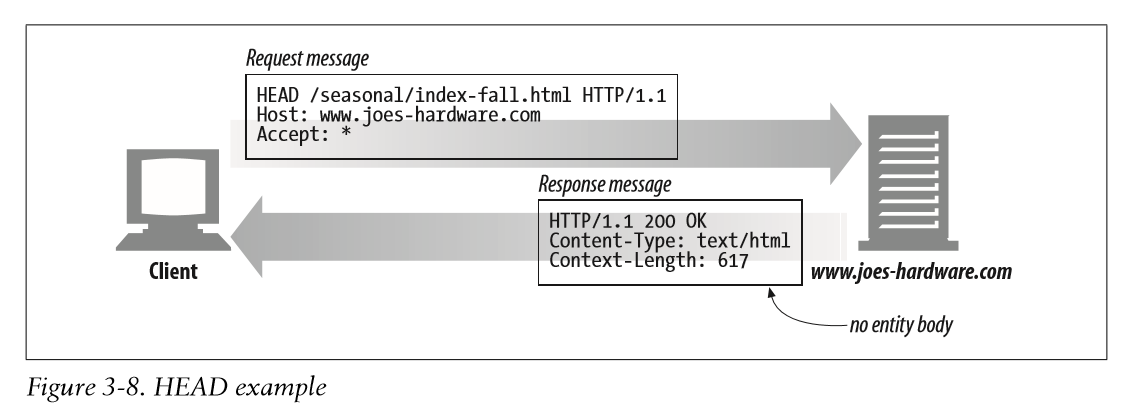 Request message
HEAD /seasonal/index-fall.html HTTP/1.1
Host: www.joes-hardware.com
Accept: *
Response message
HTTP/1.1 200 OK
Content-Type: text/html
Context-Length: 617
Client
www.joes-hardware.com
no entity body
Figure 3-8. HEAD example